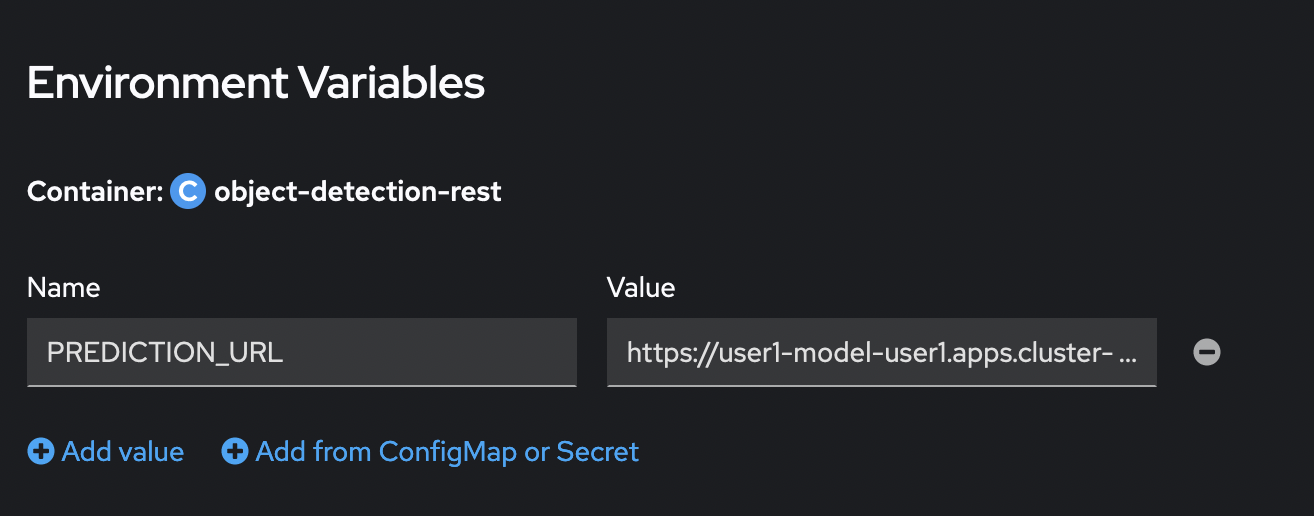 Environment Variables
Container: C object-detection-rest
Name Value
PREDICTION_URL https://user1-model-user1.apps.cluster- ...
Add value Add from ConfigMap or Secret